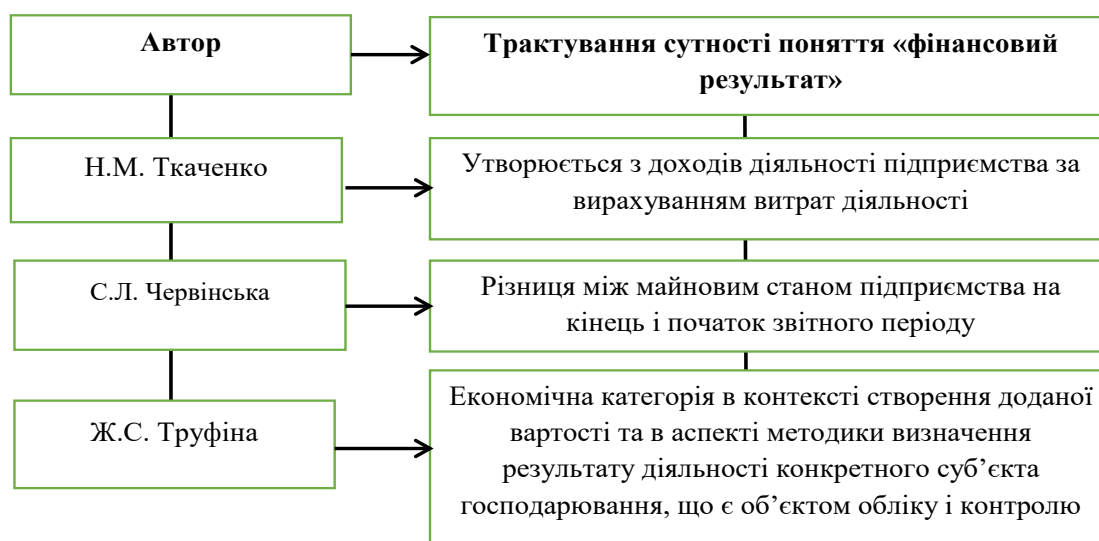 Автор
Трактування сутності поняття «фінансовий
результат»
Н.М. Ткаченко
Утворюється з доходів діяльності підприємства за
вирахуванням витрат діяльності
С.Л. Червінська
Різниця між майновим станом підприємства на
кінець і початок звітного періоду
Ж.С. Труфіна
Економічна категорія в контексті створення доданої
вартості та в аспекті методики визначення
результату діяльності конкретного суб’єкта
господарювання, що є об’єктом обліку і контролю